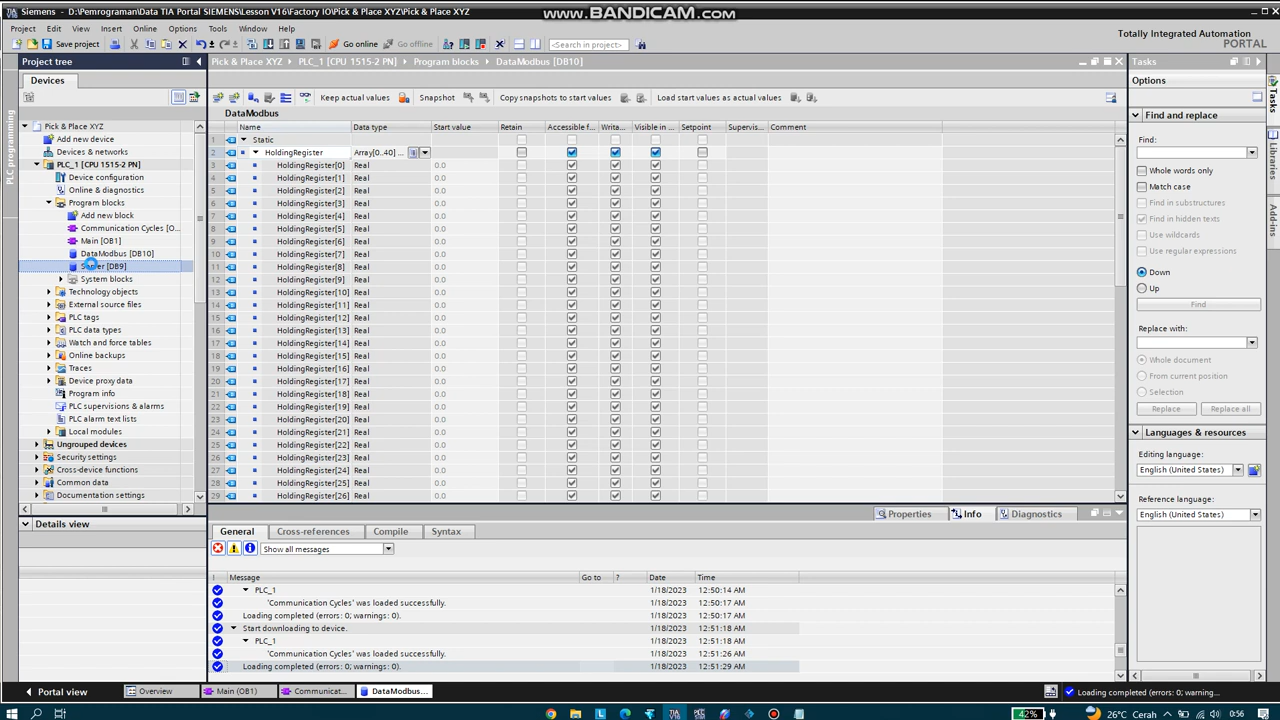 Siemens - D:\Pemrograman\Data TIA Portal SIEMENS\Lesson V16\Factory IO\Pick & Place XYZ\Pick & Place XYZ
www.BANDICAM.com
Project Edit View Insert Online Options Tools Window Help
Totally Integrated Automation
PORTAL
Save project Go online Go offline <Search in project>
Project tree
Pick & Place XYZ PLC_1 [CPU 1515-2 PN] Program blocks DataModbus [DB10]
Tasks
Devices
Options
PLC programming
Keep actual values Snapshot Copy snapshots to start values Load start values as actual values
DataModbus
Name Data type Start value Retain Accessible f... Writa... Visible in ... Setpoint Supervis... Comment
1 Static
2 HoldingRegister Array[0..40] ...
3 HoldingRegister[0] Real 0.0
4 HoldingRegister[1] Real 0.0
5 HoldingRegister[2] Real 0.0
6 HoldingRegister[3] Real 0.0
7 HoldingRegister[4] Real 0.0
8 HoldingRegister[5] Real 0.0
9 HoldingRegister[6] Real 0.0
10 HoldingRegister[7] Real 0.0
11 HoldingRegister[8] Real 0.0
12 HoldingRegister[9] Real 0.0
13 HoldingRegister[10] Real 0.0
14 HoldingRegister[11] Real 0.0
15 HoldingRegister[12] Real 0.0
16 HoldingRegister[13] Real 0.0
17 HoldingRegister[14] Real 0.0
18 HoldingRegister[15] Real 0.0
19 HoldingRegister[16] Real 0.0
20 HoldingRegister[17] Real 0.0
21 HoldingRegister[18] Real 0.0
22 HoldingRegister[19] Real 0.0
23 HoldingRegister[20] Real 0.0
24 HoldingRegister[21] Real 0.0
25 HoldingRegister[22] Real 0.0
26 HoldingRegister[23] Real 0.0
27 HoldingRegister[24] Real 0.0
28 HoldingRegister[25] Real 0.0
29 HoldingRegister[26] Real 0.0
Pick & Place XYZ
Add new device
Devices & networks
PLC_1 [CPU 1515-2 PN]
Device configuration
Online & diagnostics
Program blocks
Add new block
Communication Cycles [O...
Main [OB1]
DataModbus [DB10]
[DB9]
System blocks
Technology objects
External source files
PLC tags
PLC data types
Watch and force tables
Online backups
Traces
Device proxy data
Program info
PLC supervisions & alarms
PLC alarm text lists
Local modules
Ungrouped devices
Security settings
Cross-device functions
Common data
Documentation settings
Details view
Find and replace
Find:
Whole words only
Match case
Find in substructures
Find in hidden texts
Use wildcards
Use regular expressions
Down
Up
Find
Replace with:
Whole document
From current position
Selection
Replace Replace all
Languages & resources
Editing language:
English (United States)
Reference language:
English (United States)
Tasks
Libraries
Add-ins
Properties Info Diagnostics
General Cross-references Compile Syntax
Show all messages
! Message Go to ? Date Time
PLC_1 1/18/2023 12:50:14 AM
'Communication Cycles' was loaded successfully. 1/18/2023 12:50:17 AM
Loading completed (errors: 0; warnings: 0). 1/18/2023 12:50:17 AM
Start downloading to device. 1/18/2023 12:51:18 AM
PLC_1 1/18/2023 12:51:18 AM
'Communication Cycles' was loaded successfully. 1/18/2023 12:51:26 AM
Loading completed (errors: 0; warnings: 0). 1/18/2023 12:51:29 AM
Portal view Overview Main (OB1) Communicat... DataModbus... Loading completed (errors: 0; warning...
42% 26°C Cerah 0:56